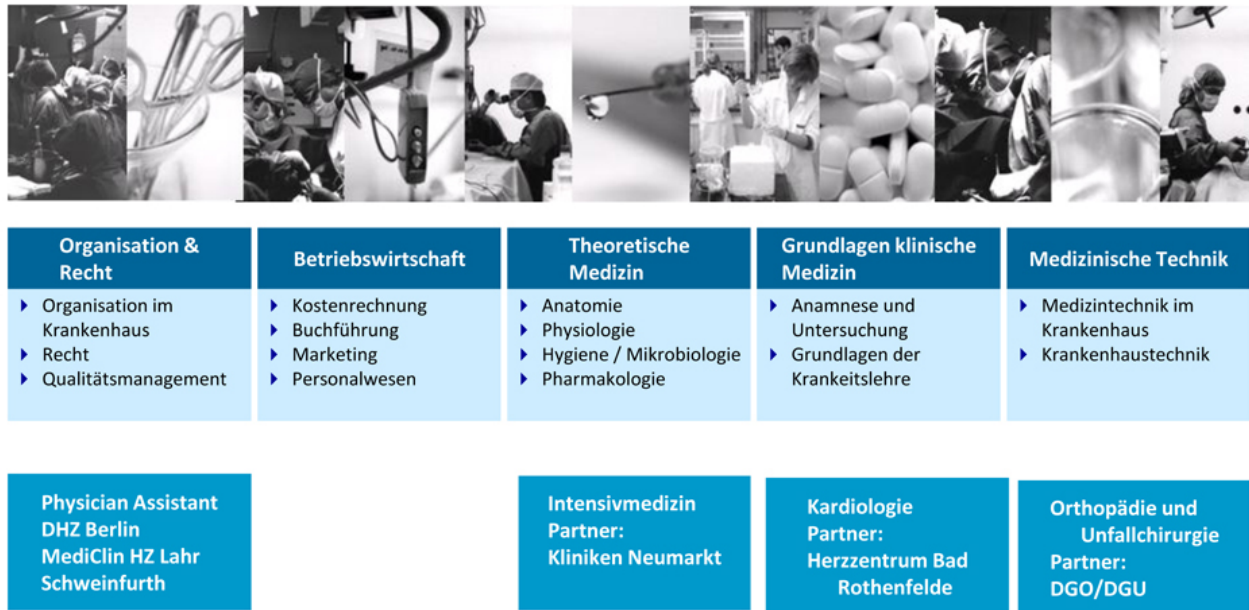 Organisation &
Recht
Organisation im
Krankenhaus
Recht
Qualitätsmanagement
Betriebswirtschaft
Kostenrechnung
Buchführung
Marketing
Personalwesen
Theoretische
Medizin
Anatomie
Physiologie
Hygiene / Mikrobiologie
Pharmakologie
Grundlagen klinische
Medizin
Anamnese und
Untersuchung
Grundlagen der
Krankeitslehre
Medizinische Technik
Medizintechnik im
Krankenhaus
Krankenhaustechnik
Physician Assistant
DHZ Berlin
MediClin HZ Lahr
Schweinfurth
Intensivmedizin
Partner:
Kliniken Neumarkt
Kardiologie
Partner:
Herzzentrum Bad
Rothenfelde
Orthopädie und
Unfallchirurgie
Partner:
DGO/DGU